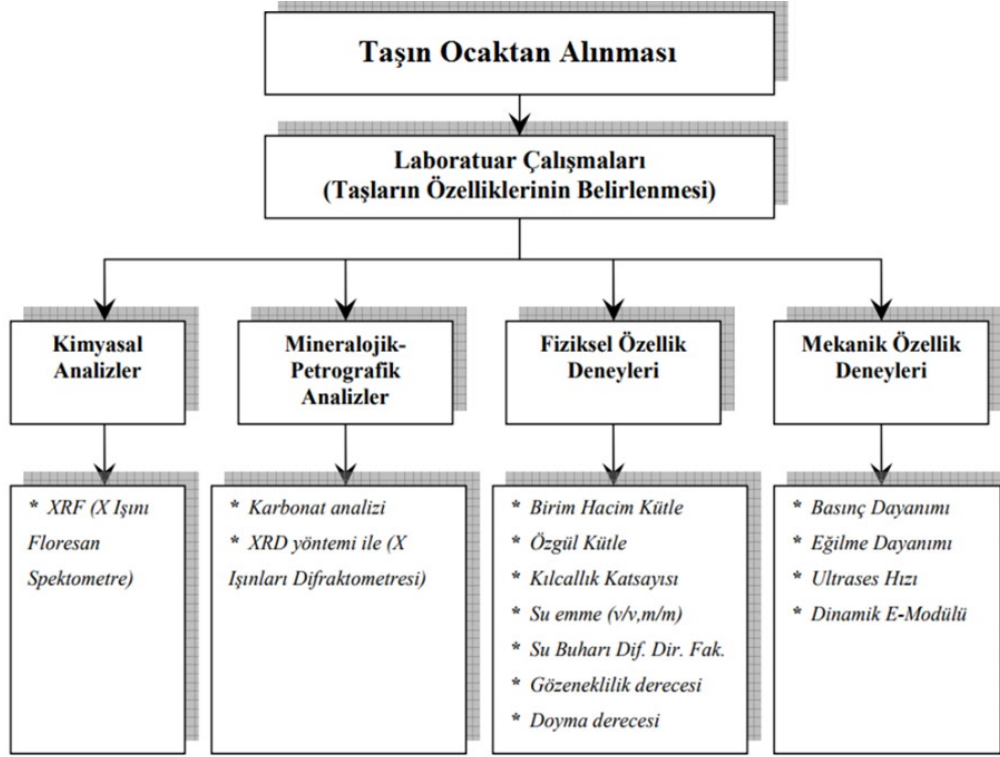 Taşın Ocaktan Alınması
Laboratuar Çalışmaları
(Taşların Özelliklerinin Belirlenmesi)
Kimyasal
Analizler
Mineralojik-
Petrografik
Analizler
Fiziksel Özellik
Deneyleri
Mekanik Özellik
Deneyleri
* XRF (X Işını
Floresan
Spektometre)
* Karbonat analizi
* XRD yöntemi ile (X
Işınları Difraktometresi)
* Birim Hacim Kütle
* Özgül Kütle
* Kılcallık Katsayısı
* Su emme (v/v,m/m)
* Su Buharı Dif. Dir. Fak.
* Gözeneklilik derecesi
* Doyma derecesi
* Basınç Dayanımı
* Eğilme Dayanımı
* Ultrases Hızı
* Dinamik E-Modülü